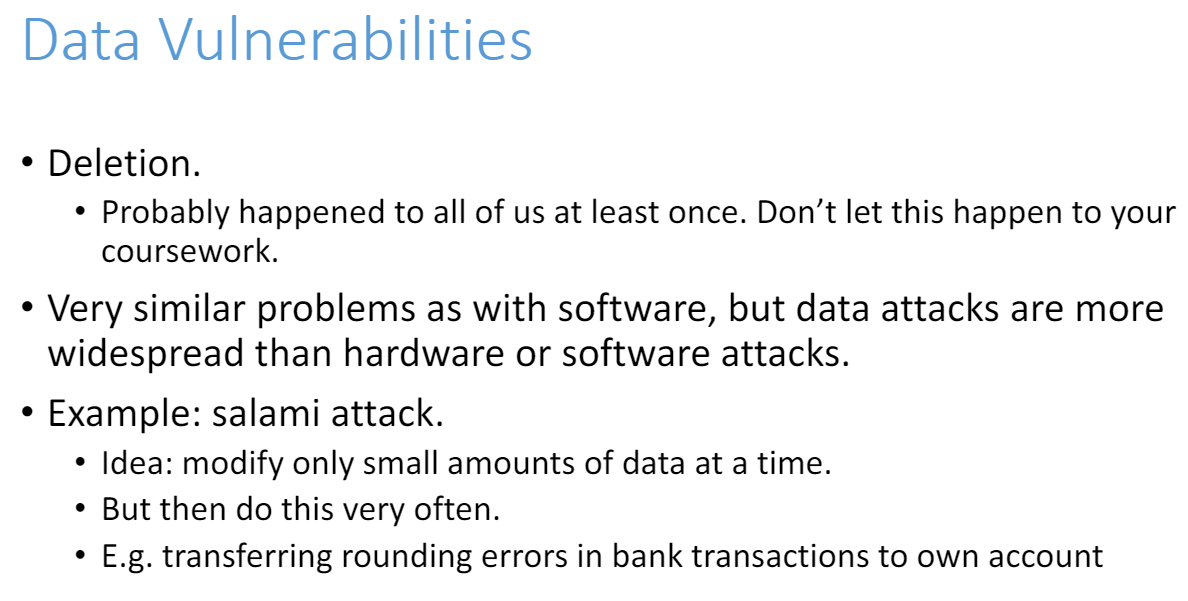 Data Vulnerabilities
• Deletion.
• Probably happened to all of us at least once. Don’t let this happen to your
coursework.
• Very similar problems as with software, but data attacks are more
widespread than hardware or software attacks.
• Example: salami attack.
• Idea: modify only small amounts of data at a time.
• But then do this very often.
• E.g. transferring rounding errors in bank transactions to own account